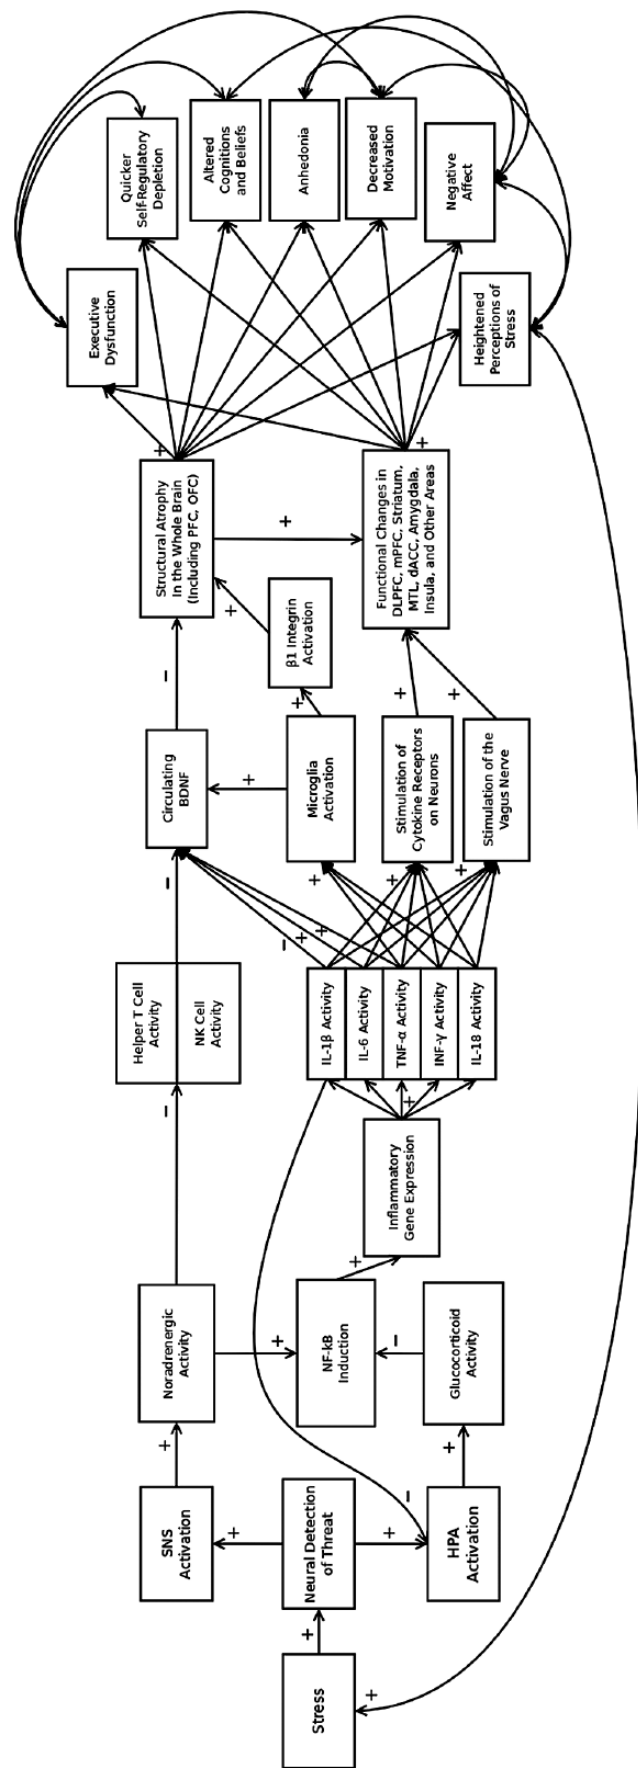 Stress
+
Neural Detection
of Threat
+
+
SNS
Activation
HPA
Activation
+
+
+
−
Noradrenergic
Activity
Glucocorticoid
Activity
+
−
NF-kB
Induction
+
Inflammatory
Gene Expression
+
−
Helper T Cell
Activity
NK Cell
Activity
IL-1β Activity
IL-6 Activity
TNF-α Activity
INF-γ Activity
IL-18 Activity
−
−
+
+
+
+
+
Circulating
BDNF
+
Microglia
Activation
Stimulation of
Cytokine Receptors
on Neurons
Stimulation of the
Vagus Nerve
−
+
β1 Integrin
Activation
+
+
+
Structural Atrophy
In the Whole Brain
(Including PFC, OFC)
+
Functional Changes in
DLPFC, mPFC, Striatum,
MTL, dACC, Amygdala,
Insula, and Other Areas
+
+
Executive
Dysfunction
Quicker
Self-Regulatory
Depletion
Altered
Cognitions
and Beliefs
Anhedonia
Decreased
Motivation
Negative
Affect
Heightened
Perceptions of
Stress